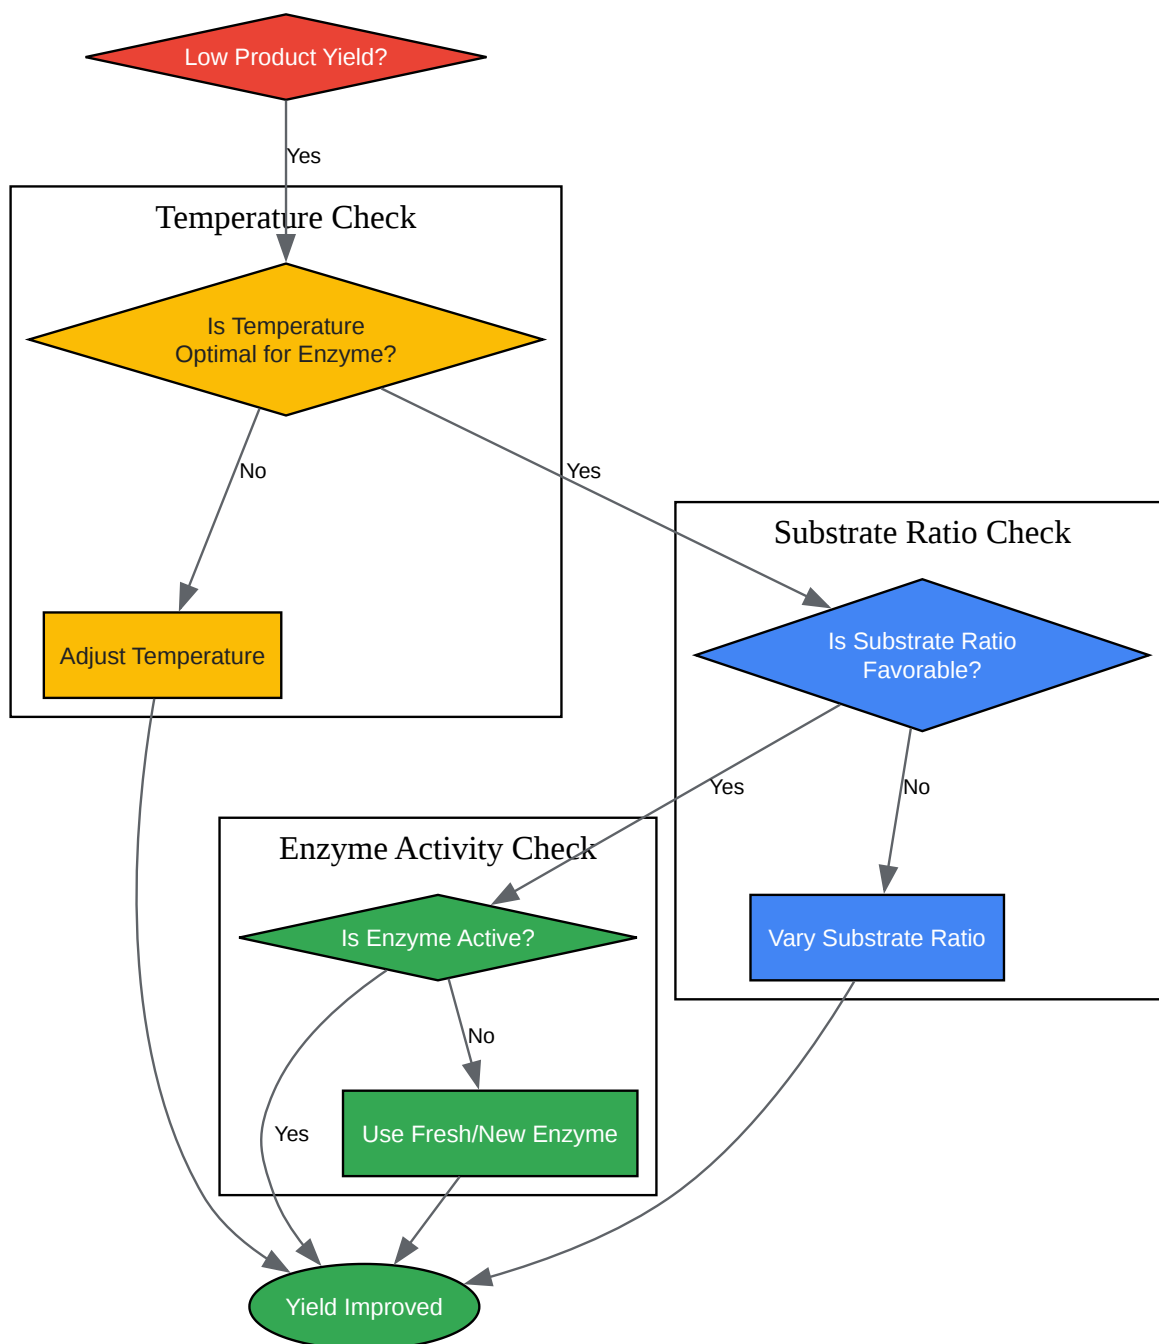 Low Product Yield?
Yes
Temperature Check
Is Temperature
Optimal for Enzyme?
No
Yes
Substrate Ratio Check
Adjust Temperature
Is Substrate Ratio
Favorable?
Yes
No
Enzyme Activity Check
Is Enzyme Active?
Vary Substrate Ratio
No
Yes
Use Fresh/New Enzyme
Yield Improved